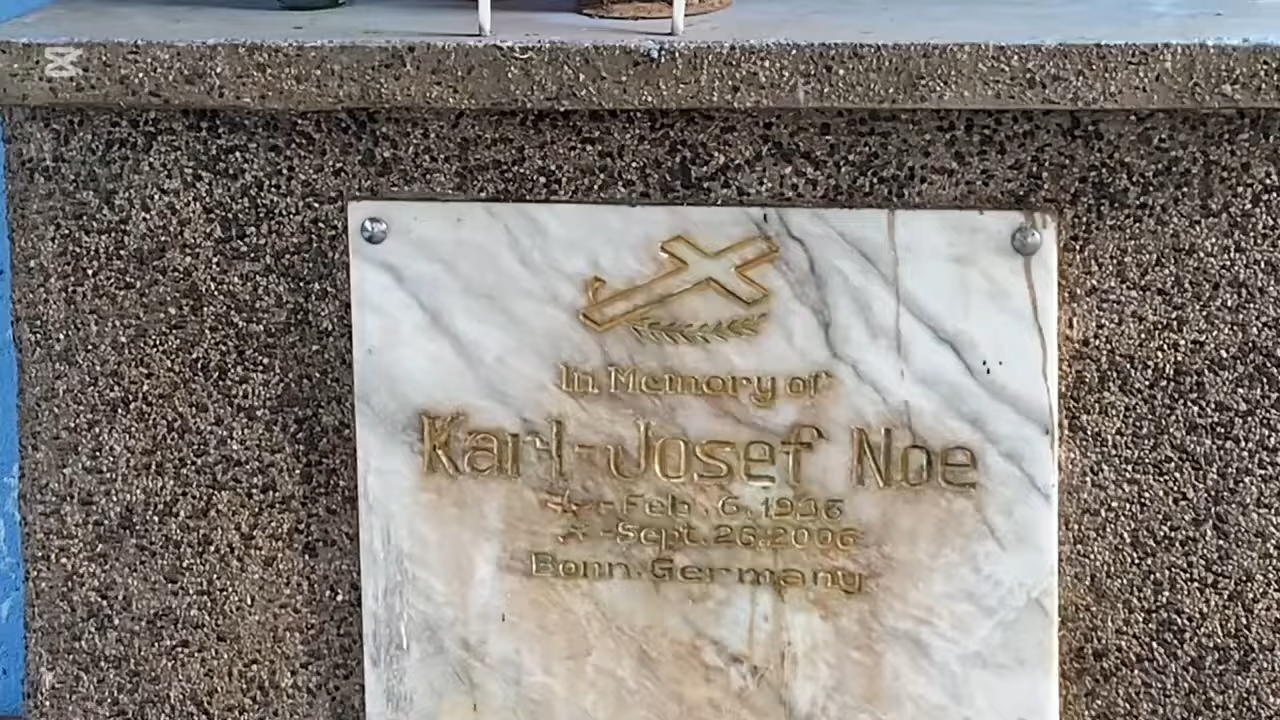 In Memory of
Karl-Josef Noe
☆-Feb. 6, 1936
-Sept. 26, 2006
Bonn. Germany